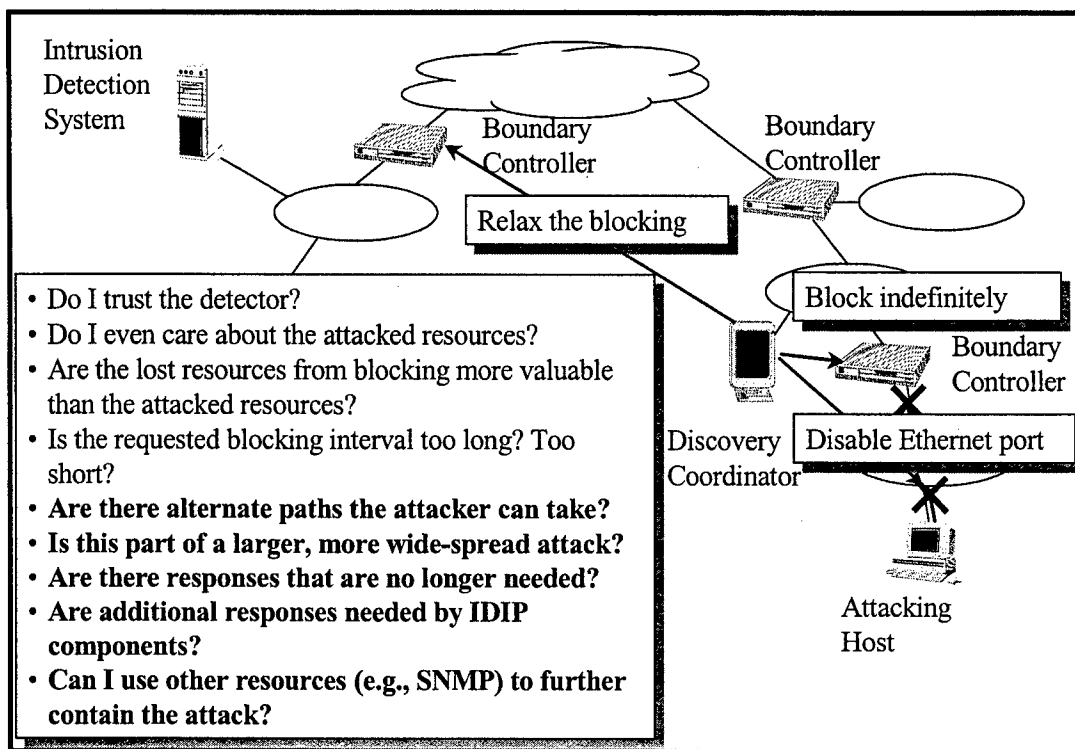 Intrusion
Detection
System
Boundary
Controller
Boundary
Controller
Relax the blocking
Block indefinitely
Boundary
Controller
Discovery
Coordinator
Disable Ethernet port
Attacking
Host
• Do I trust the detector?
• Do I even care about the attacked resources?
• Are the lost resources from blocking more valuable
than the attacked resources?
• Is the requested blocking interval too long? Too
short?
• Are there alternate paths the attacker can take?
• Is this part of a larger, more wide-spread attack?
• Are there responses that are no longer needed?
• Are additional responses needed by IDIP
components?
• Can I use other resources (e.g., SNMP) to further
contain the attack?